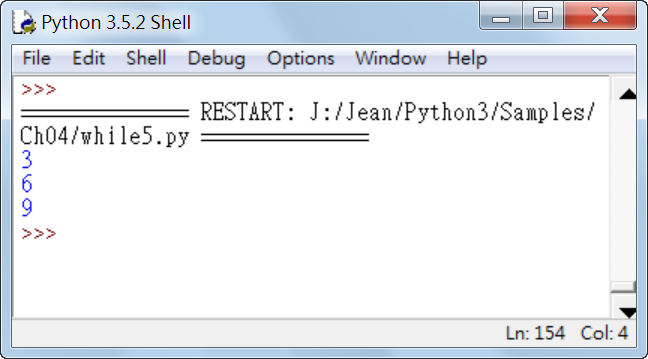 Python 3.5.2 Shell
File Edit Shell Debug Options Window Help
>>>
================ RESTART: J:/Jean/Python3/Samples/
Ch04/while5.py ================
3
6
9
>>>
Ln: 154 Col: 4